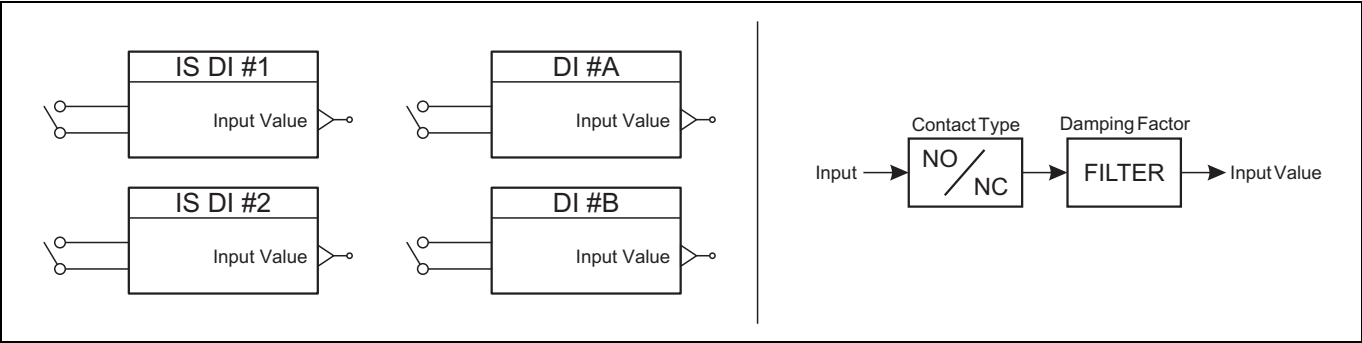 IS DI #1
Input Value
DI #A
Input Value
IS DI #2
Input Value
DI #B
Input Value
Contact Type
Damping Factor
Input
NO
NC
FILTER
Input Value